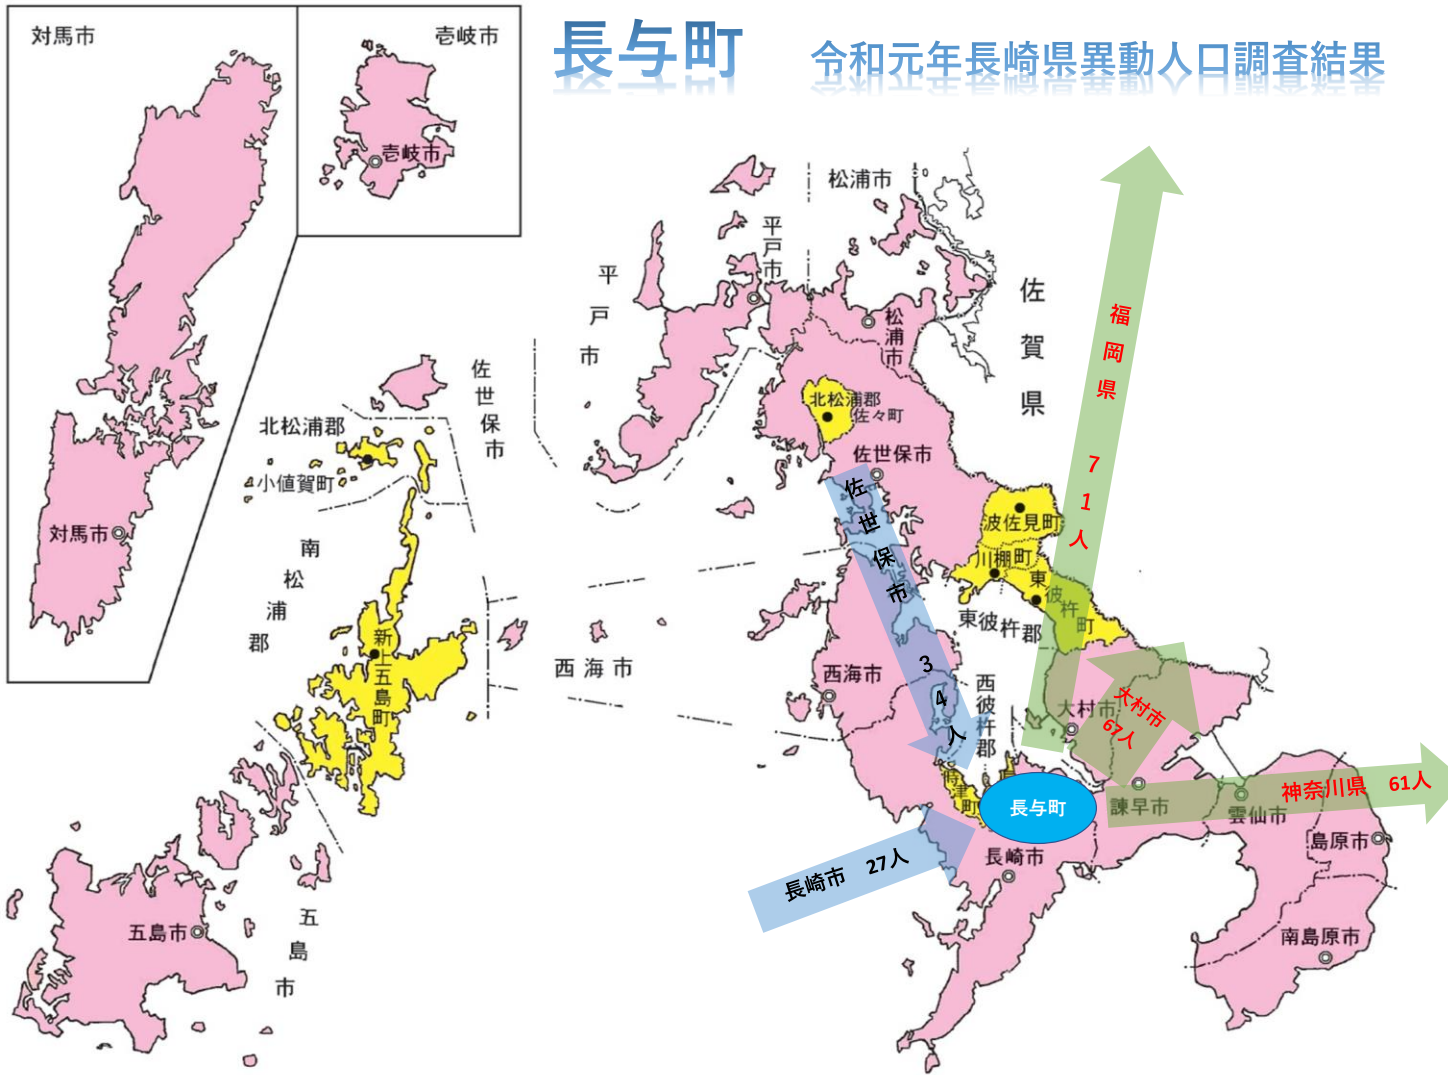 長与町
令和元年長崎県異動人口調査結果
対馬市
壱岐市
壱岐市
対馬市
松浦市
平戸市
平戸市
佐賀県
松浦市
佐世保市
北松浦郡
小値賀町
北松浦郡
佐々町
佐世保市
波佐見町
川棚町
東彼杵町
東彼杵郡
南松浦郡
新上五島町
西海市
西海市
西彼杵郡
大村市
時津町
長与町
諫早市
雲仙市
島原市
長崎市
南島原市
五島市
五島市
福岡県 71人
大村市
67人
神奈川県 61人
佐世保市 34人
長崎市 27人